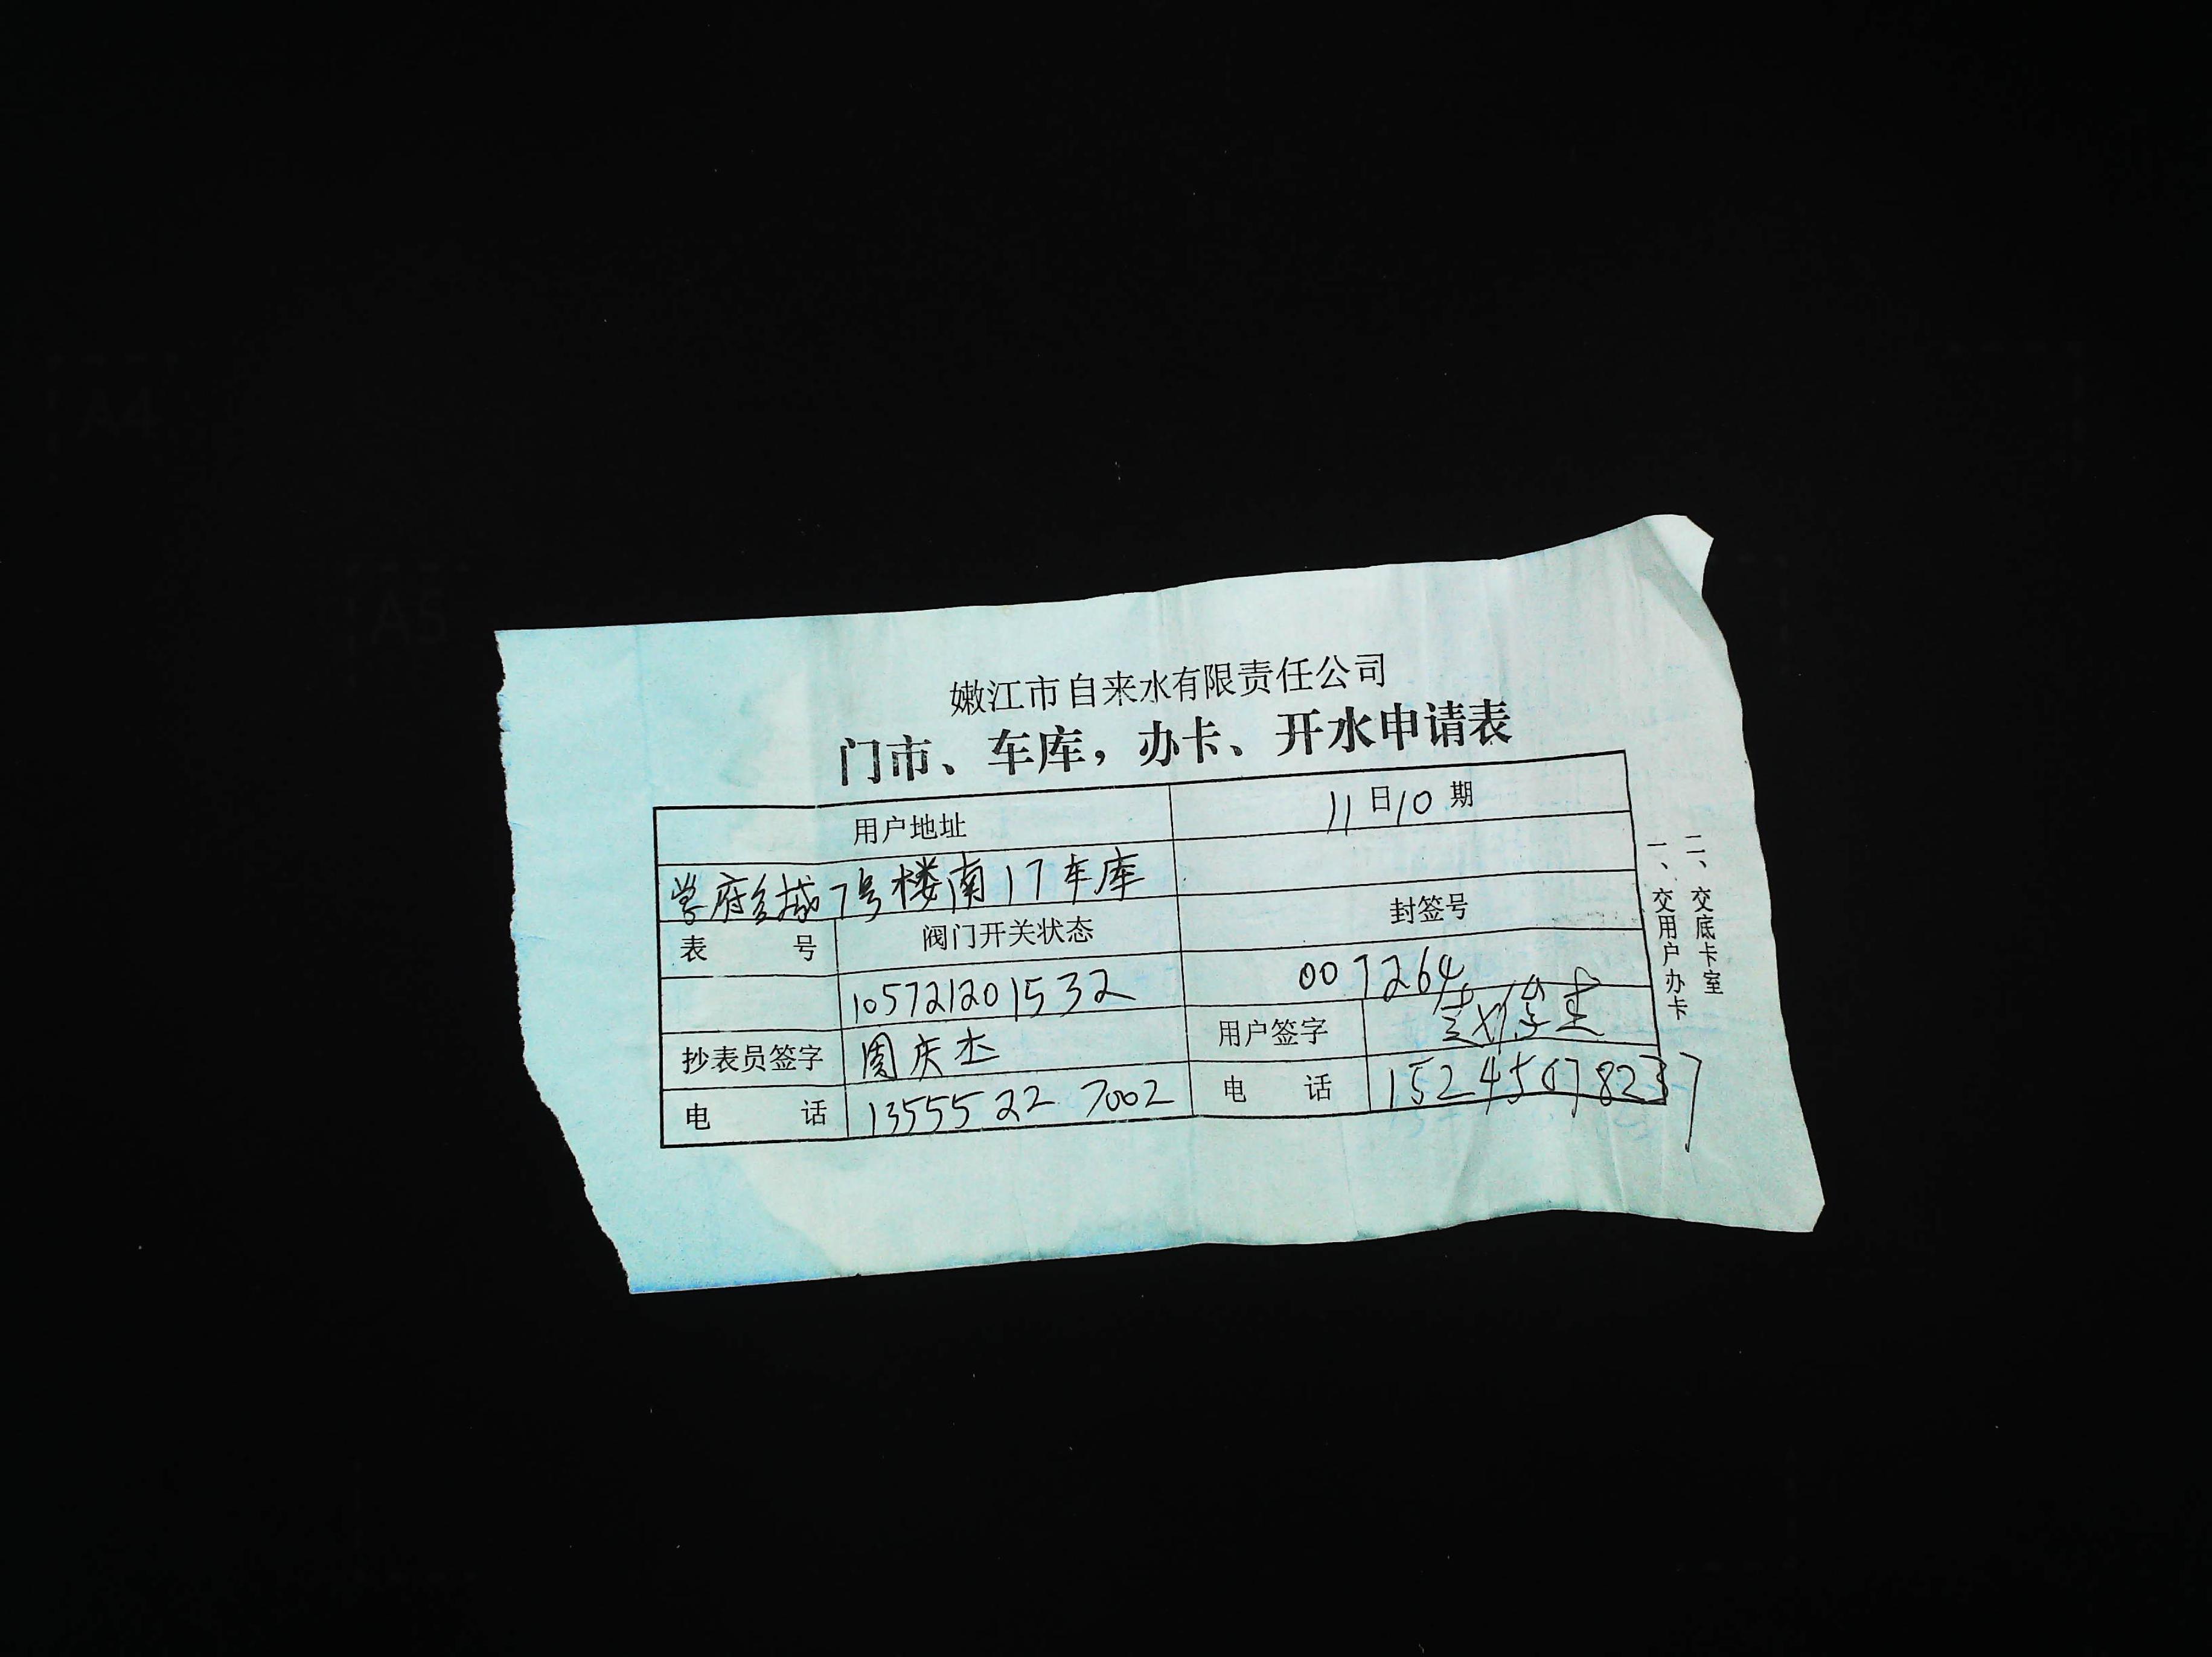 嫩江市自来水有限责任公司
门市、车库，办卡、开水申请表
用户地址 11日10期
学府 城7号楼南17车库
表 号 阀门开关状态 封签号
105721201532 007264
抄表员签字 周庆杰 用户签字
电 话 13555227002 电 话
一、交用户办卡
二、交底卡室
A4
A5